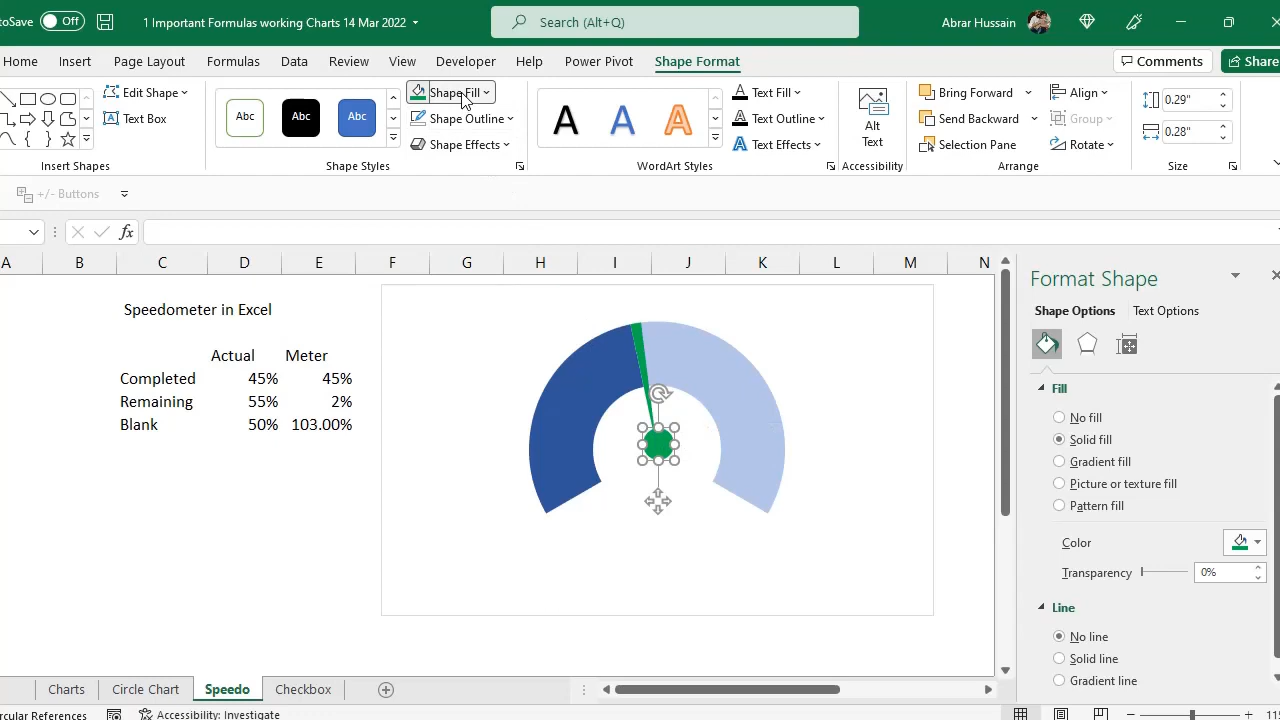 toSave Off 1 Important Formulas working Charts 14 Mar 2022 Search (Alt+Q) Abrar Hussain
Home Insert Page Layout Formulas Data Review View Developer Help Power Pivot Shape Format Comments Share
Edit Shape
Text Box
Insert Shapes
Abc Abc Abc
Shape Fill
Shape Outline
Shape Effects
Shape Styles
A A A
Text Fill
Text Outline
Text Effects
WordArt Styles
Alt
Text
Accessibility
Bring Forward
Send Backward
Selection Pane
Align
Group
Rotate
Arrange
0.29"
0.28"
Size
+/- Buttons
fx
A B C D E F G H I J K L M N
Speedometer in Excel
Actual Meter
Completed 45% 45%
Remaining 55% 2%
Blank 50% 103.00%
Format Shape
Shape Options Text Options
Fill
No fill
Solid fill
Gradient fill
Picture or texture fill
Pattern fill
Color
Transparency 0%
Line
No line
Solid line
Gradient line
Charts Circle Chart Speedo Checkbox
rcular References Accessibility: Investigate